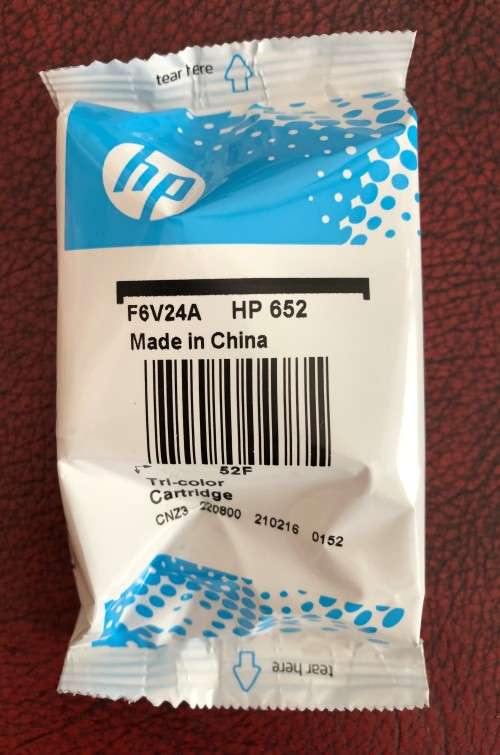 tear here
hp
F6V24A HP 652
Made in China
52F
Tri-color
Cartridge
CNZ3 220800 210216 0152
tear here